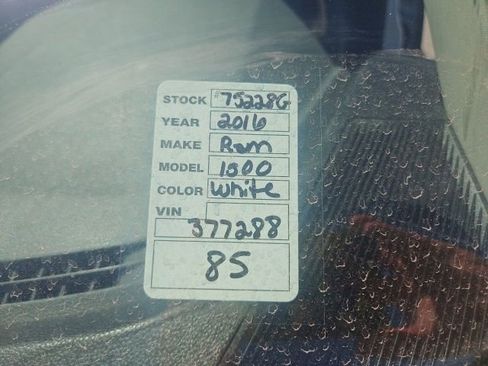 STOCK #75228G
YEAR 2016
MAKE Ram
MODEL 1500
COLOR White
VIN
377288
85